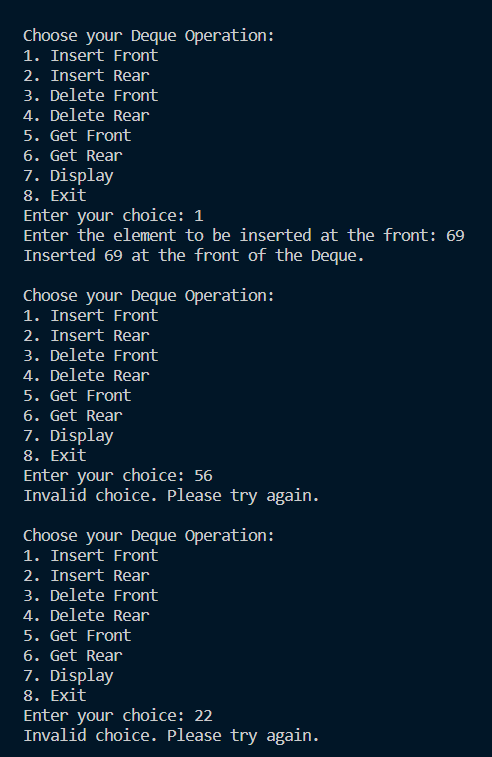 Choose your Deque Operation:
1. Insert Front
2. Insert Rear
3. Delete Front
4. Delete Rear
5. Get Front
6. Get Rear
7. Display
8. Exit
Enter your choice: 1
Enter the element to be inserted at the front: 69
Inserted 69 at the front of the Deque.

Choose your Deque Operation:
1. Insert Front
2. Insert Rear
3. Delete Front
4. Delete Rear
5. Get Front
6. Get Rear
7. Display
8. Exit
Enter your choice: 56
Invalid choice. Please try again.

Choose your Deque Operation:
1. Insert Front
2. Insert Rear
3. Delete Front
4. Delete Rear
5. Get Front
6. Get Rear
7. Display
8. Exit
Enter your choice: 22
Invalid choice. Please try again.